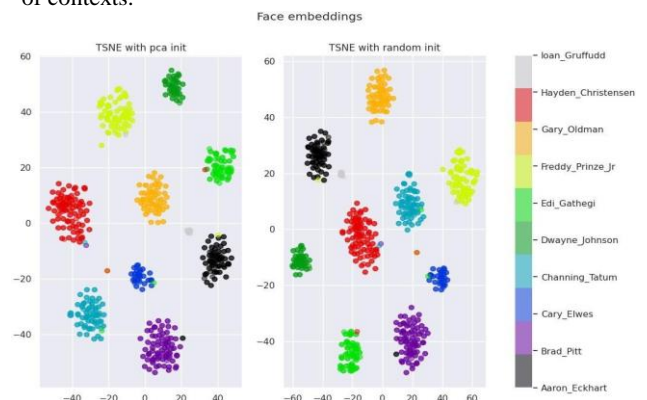 of contexts.
Face embeddings
TSNE with pca init
60
40
20
0
−20
−40
−40 −20 0 20 40
TSNE with random init
60
40
20
0
−20
−40
−60 −40 −20 0 20 40 60
Ioan_Gruffudd
Hayden_Christensen
Gary_Oldman
Freddy_Prinze_Jr
Edi_Gathegi
Dwayne_Johnson
Channing_Tatum
Cary_Elwes
Brad_Pitt
Aaron_Eckhart